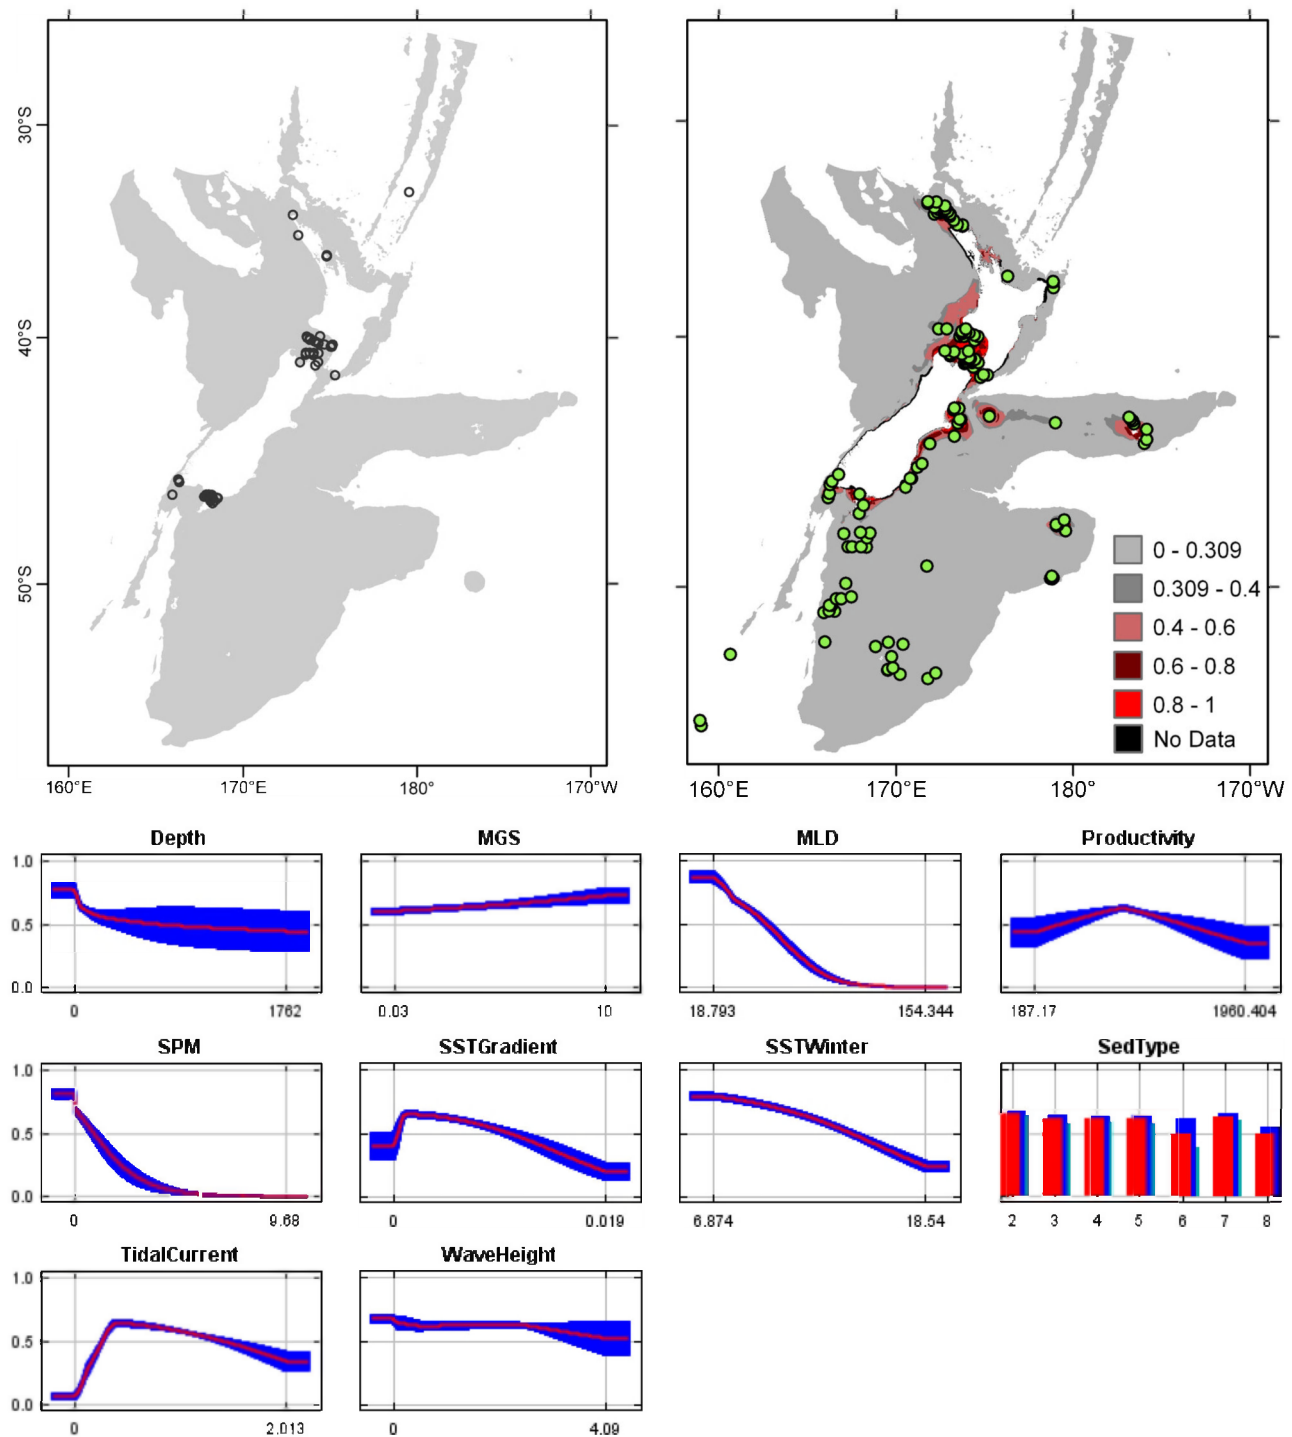 30°S
40°S
50°S
160°E 170°E 180° 170°W
0 - 0.309
0.309 - 0.4
0.4 - 0.6
0.6 - 0.8
0.8 - 1
No Data
160°E 170°E 180° 170°W
Depth MGS MLD Productivity
1.0
0.5
0.0
0 1762 0.03 10 18.793 154.344 187.17 1960.404
SPM SSTGradient SSTWinter SedType
1.0
0.5
0.0
0 9.68 0 0.019 6.874 18.54 2 3 4 5 6 7 8
TidalCurrent WaveHeight
1.0
0.5
0.0
0 2.013 0 4.09